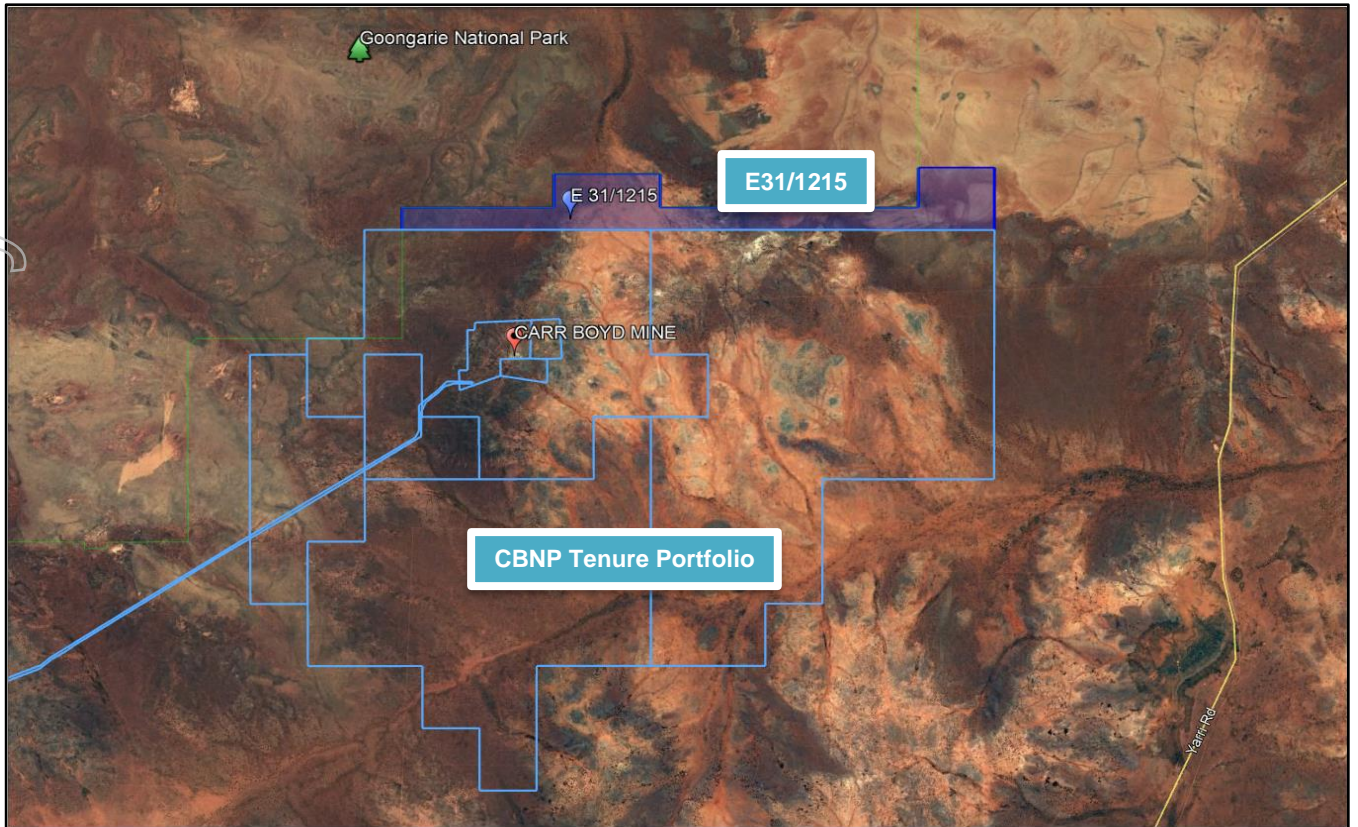 Goongarie National Park
E31/1215
E 31/1215
CARR BOYD MINE
CBNP Tenure Portfolio
Yarri Rd